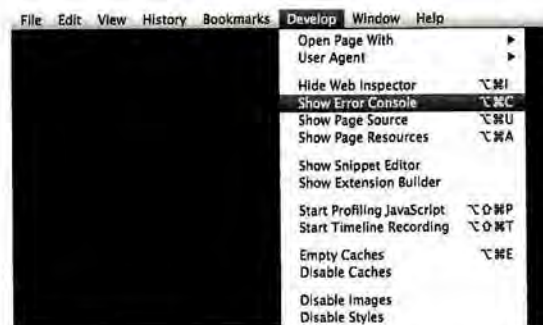 File Edit View History Bookmarks Develop Window Help
Open Page With ▶
User Agent ▶
Hide Web Inspector ⌥⌘I
Show Error Console ⌥⌘C
Show Page Source ⌥⌘U
Show Page Resources ⌥⌘A
Show Snippet Editor
Show Extension Builder
Start Profiling JavaScript ⌥⇧⌘P
Start Timeline Recording ⌥⇧⌘T
Empty Caches ⌥⌘E
Disable Caches
Disable Images
Disable Styles